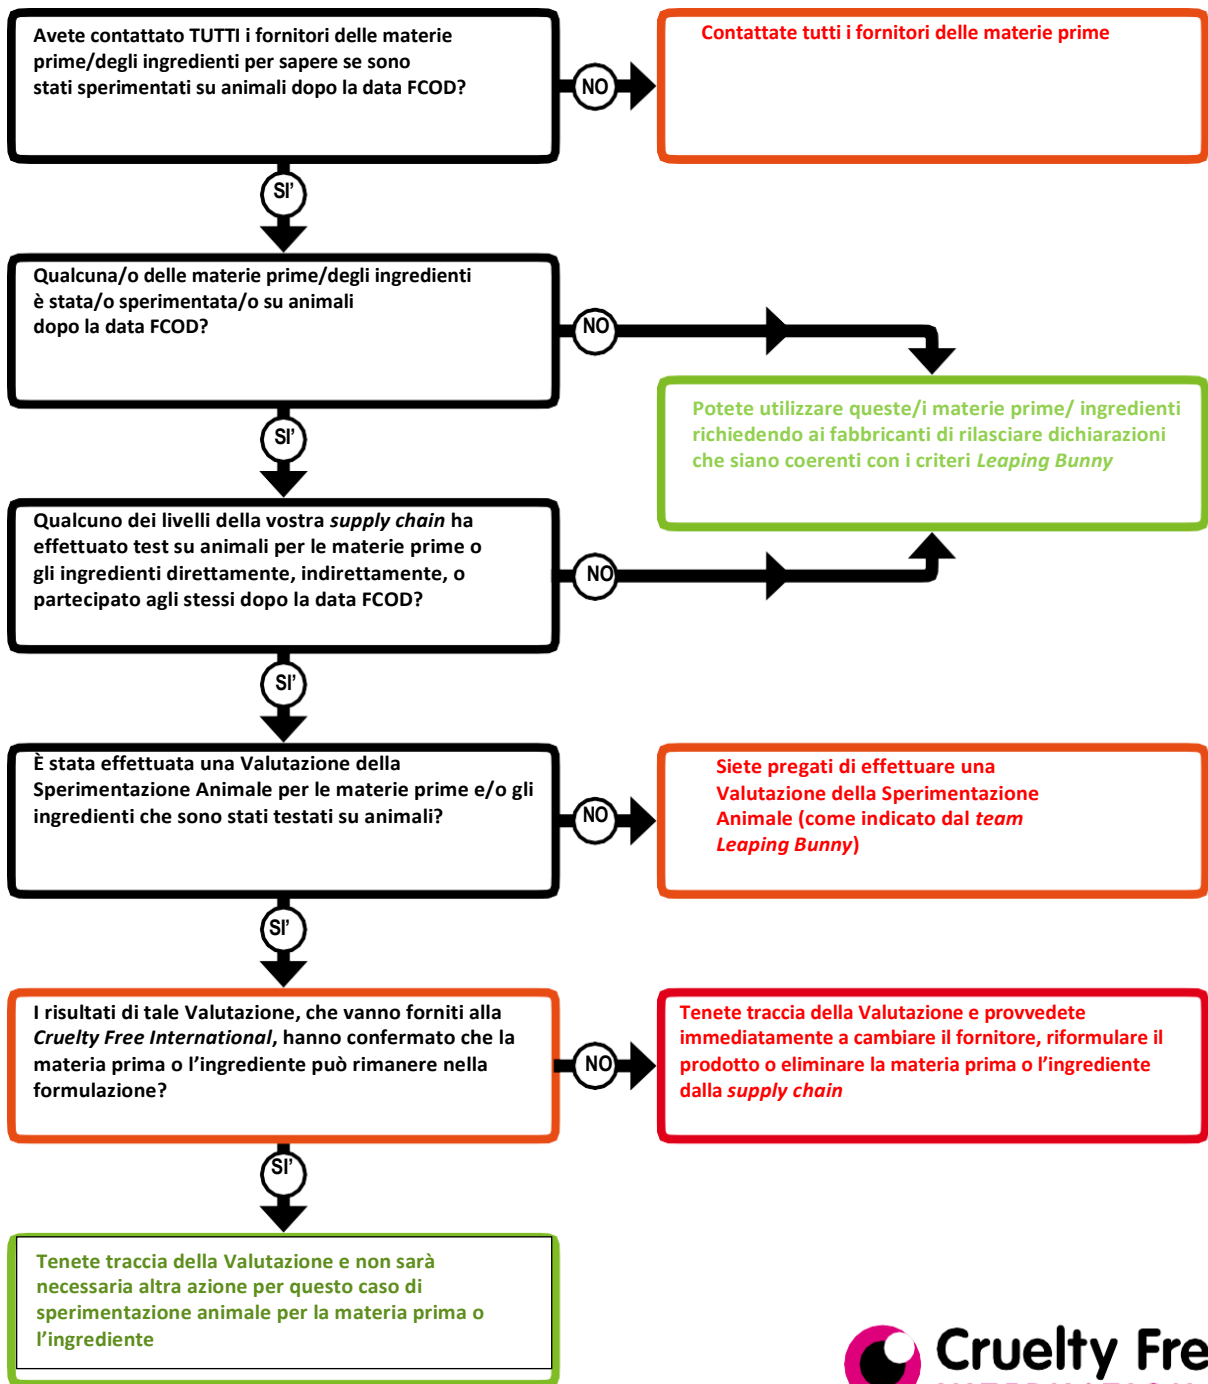 Avete contattato TUTTI i fornitori delle materie
prime/degli ingredienti per sapere se sono
stati sperimentati su animali dopo la data FCOD?
NO
Contattate tutti i fornitori delle materie prime
SI’
Qualcuna/o delle materie prime/degli ingredienti
è stata/o sperimentata/o su animali
dopo la data FCOD?
NO
Potete utilizzare queste/i materie prime/ ingredienti
richiedendo ai fabbricanti di rilasciare dichiarazioni
che siano coerenti con i criteri Leaping Bunny
SI’
Qualcuno dei livelli della vostra supply chain ha
effettuato test su animali per le materie prime o
gli ingredienti direttamente, indirettamente, o
partecipato agli stessi dopo la data FCOD?
NO
SI’
È stata effettuata una Valutazione della
Sperimentazione Animale per le materie prime e/o gli
ingredienti che sono stati testati su animali?
NO
Siete pregati di effettuare una
Valutazione della Sperimentazione
Animale (come indicato dal team
Leaping Bunny)
SI’
I risultati di tale Valutazione, che vanno forniti alla
Cruelty Free International, hanno confermato che la
materia prima o l’ingrediente può rimanere nella
formulazione?
NO
Tenete traccia della Valutazione e provvedete
immediatamente a cambiare il fornitore, riformulare il
prodotto o eliminare la materia prima o l’ingrediente
dalla supply chain
SI’
Tenete traccia della Valutazione e non sarà
necessaria altra azione per questo caso di
sperimentazione animale per la materia prima o
l’ingrediente
Cruelty Fre